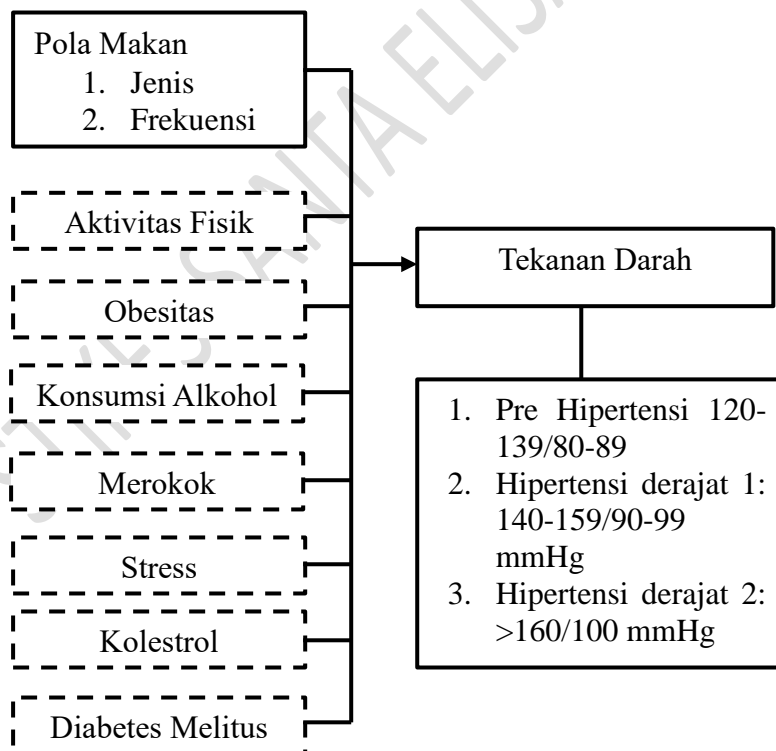 Pola Makan
1. Jenis
2. Frekuensi
Aktivitas Fisik
Obesitas
Konsumsi Alkohol
Merokok
Stress
Kolestrol
Diabetes Melitus
Tekanan Darah
1. Pre Hipertensi 120-
139/80-89
2. Hipertensi derajat 1:
140-159/90-99
mmHg
3. Hipertensi derajat 2:
>160/100 mmHg
SANTA ELISA